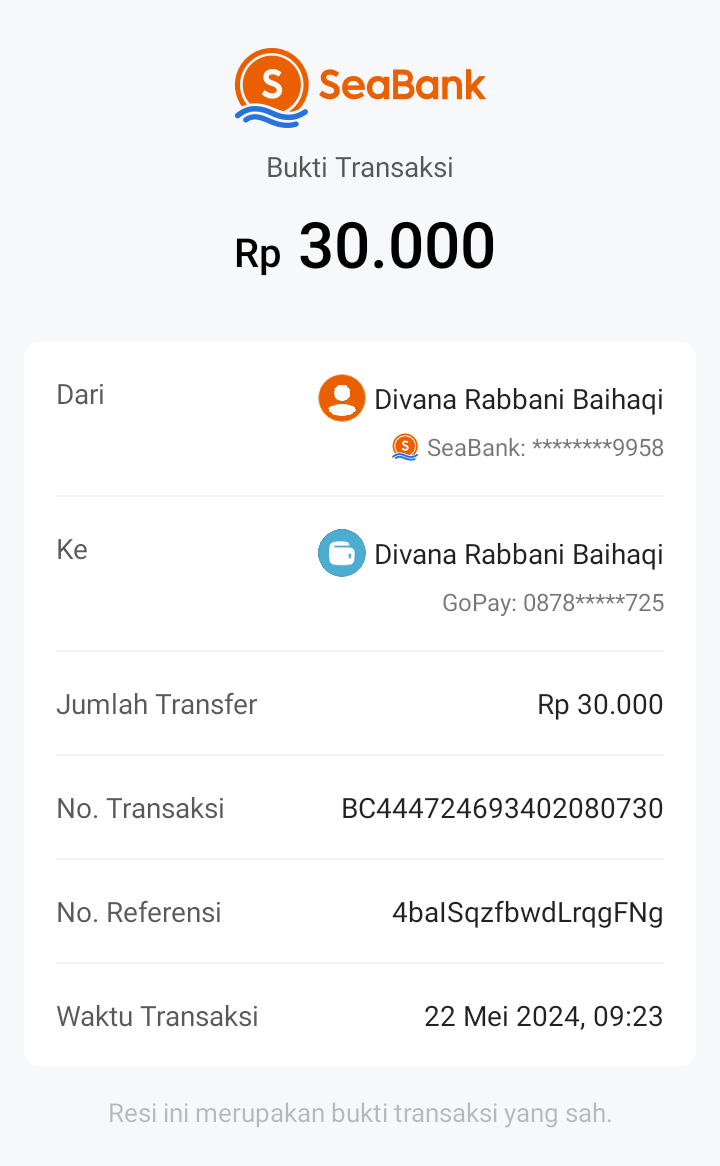 SeaBank
Bukti Transaksi
Rp 30.000
Dari
Divana Rabbani Baihaqi
SeaBank: ********9958
Ke
Divana Rabbani Baihaqi
GoPay: 0878*****725
Jumlah Transfer Rp 30.000
No. Transaksi BC444724693402080730
No. Referensi 4baISqzfbwdLrqgFNg
Waktu Transaksi 22 Mei 2024, 09:23
Resi ini merupakan bukti transaksi yang sah.